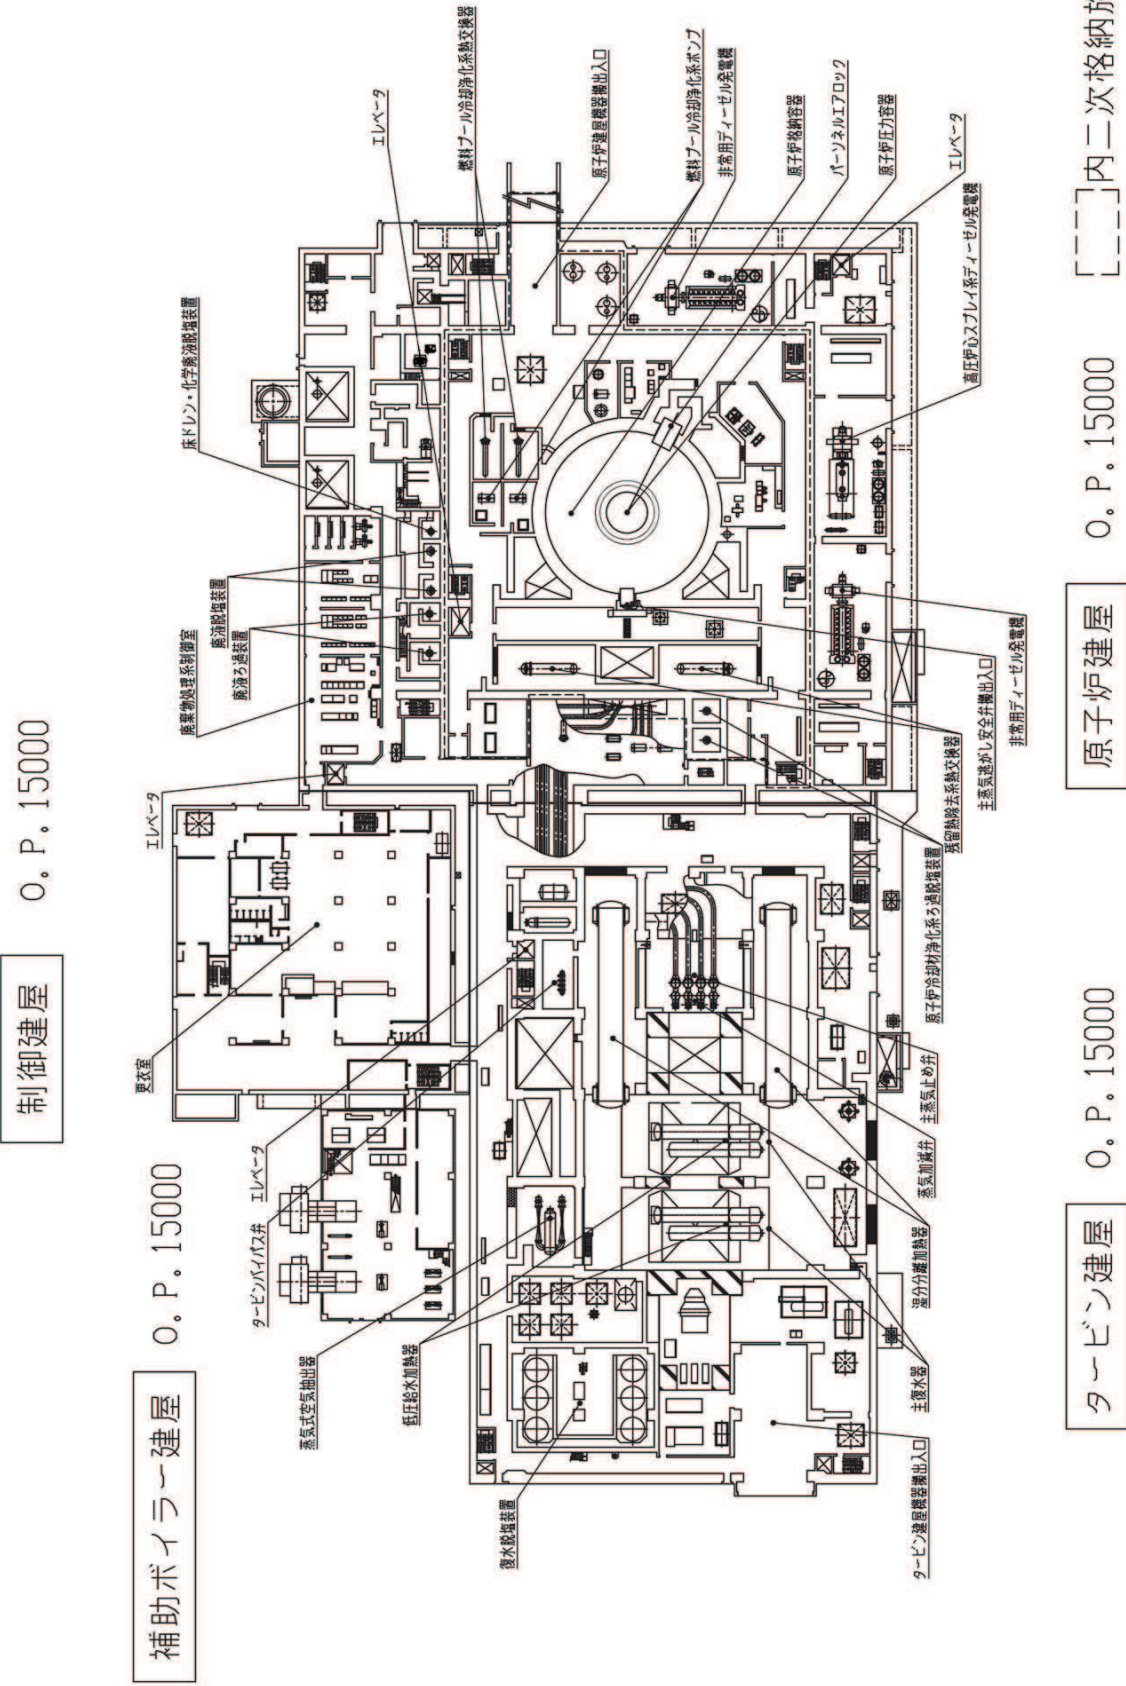 制御建屋
O.P.15000
補助ボイラー建屋
O.P.15000
エレベータ
燃料プール冷却浄化系熱交換器
原子炉建屋機器搬出入口
燃料プール冷却浄化系ポンプ
非常用ディーゼル発電機
原子炉格納容器
パーソネルエアロック
原子炉圧力容器
エレベータ
高圧炉心スプレイ系ディーゼル発電機
床ドレン・化学廃液脱塩装置
廃液脱塩装置
廃液ろ過装置
廃棄物処理系制御室
エレベータ
更衣室
エレベータ
タービンバイパス弁
蒸気式空気抽出器
低圧給水加熱器
復水脱塩装置
非常用ディーゼル発電機
主蒸気逃がし安全弁搬出入口
残留熱除去系熱交換器
原子炉冷却材浄化系ろ過脱塩装置
主蒸気止め弁
蒸気加減弁
湿分分離加熱器
主復水器
タービン建屋機器搬出入口
タービン建屋
O.P.15000
原子炉建屋
O.P.15000
内二次格納施